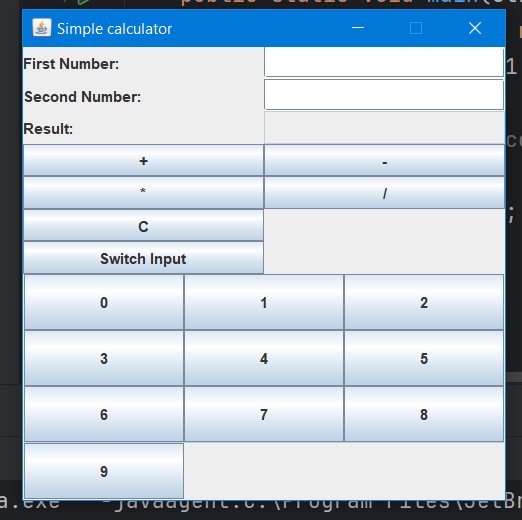 public static void main(
Simple calculator
First Number:
Second Number:
Result:
+ -
* /
C
Switch Input
0 1 2
3 4 5
6 7 8
9
a.exe -javaagent:C:\Program Files\JetBr